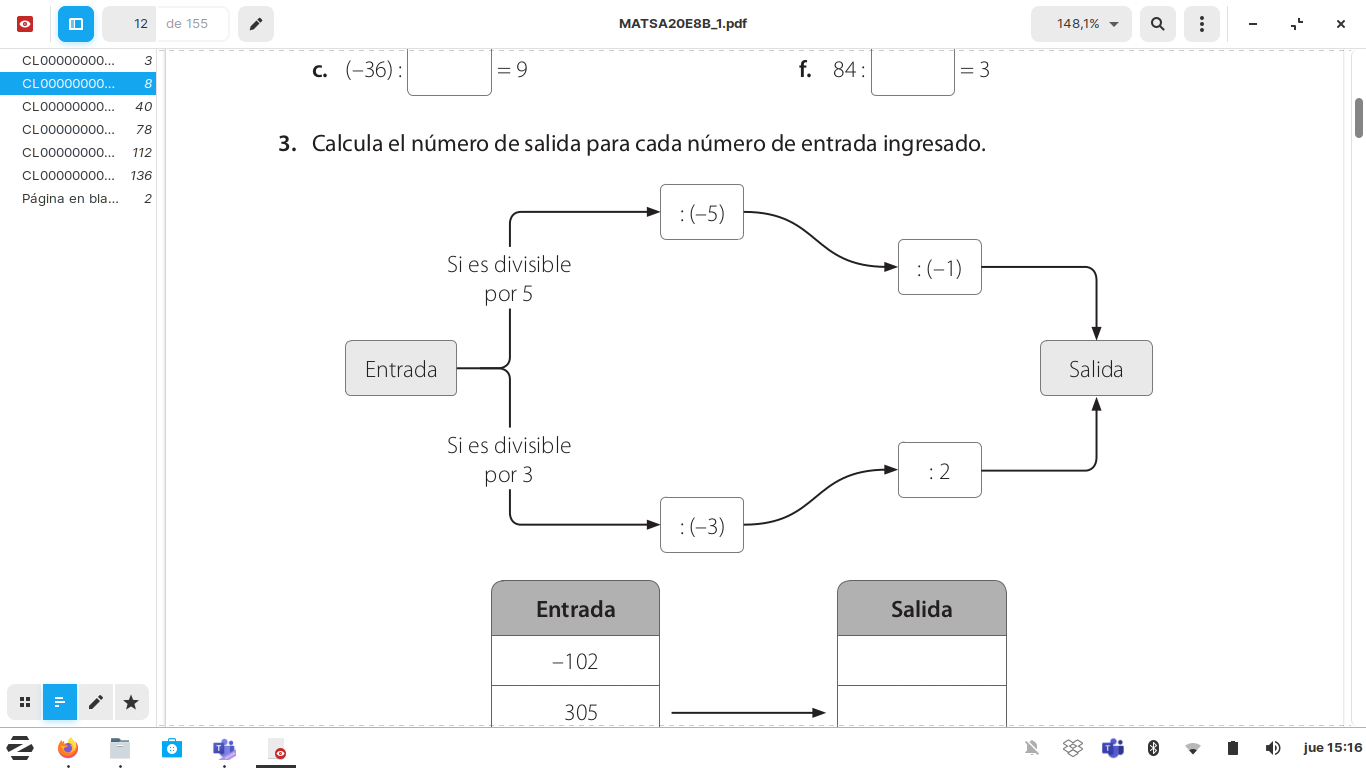 12 de 155
MATSA20E8B_1.pdf
148,1%
CL00000000... 3
CL00000000... 8
CL00000000... 40
CL00000000... 78
CL00000000... 112
CL00000000... 136
Página en bla... 2
c. (–36) : = 9
f. 84 : = 3
3. Calcula el número de salida para cada número de entrada ingresado.
: (–5)
Si es divisible
por 5
: (–1)
Entrada
Salida
Si es divisible
por 3
: 2
: (–3)
Entrada
Salida
–102
305
jue 15:16